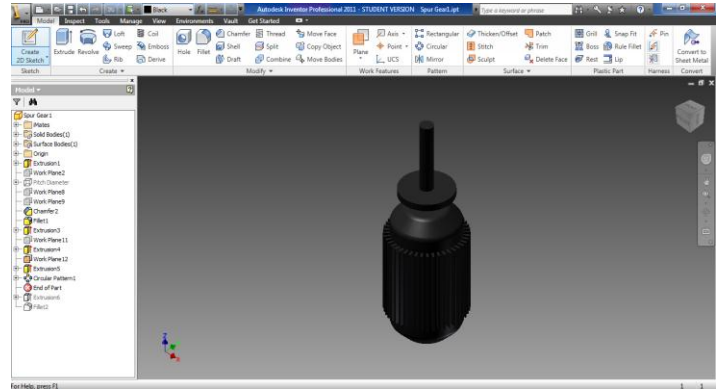 Black
Autodesk Inventor Professional 2011 - STUDENT VERSION Spur Gear1.ipt
Type a keyword or phrase
Model Inspect Tools Manage View Environments Vault Get Started
Create 2D Sketch
Extrude Revolve
Loft
Sweep
Rib
Coil
Emboss
Derive
Hole Fillet
Chamfer
Shell
Draft
Thread
Split
Combine
Move Face
Copy Object
Move Bodies
Plane
Axis
Point
UCS
Rectangular
Circular
Mirror
Thicken/Offset
Stitch
Sculpt
Patch
Trim
Delete Face
Grill
Boss
Rest
Snap Fit
Rule Fillet
Lip
Pin
Convert to Sheet Metal
Sketch Create Modify Work Features Pattern Surface Plastic Part Harness Convert
Model
Spur Gear1
iMates
Solid Bodies(1)
Surface Bodies(1)
Origin
Extrusion1
Work Plane2
Pitch Diameter
Work Plane8
Work Plane9
Chamfer2
Fillet1
Extrusion3
Work Plane11
Extrusion4
Work Plane12
Extrusion5
Circular Pattern1
End of Part
Extrusion6
Fillet2
Z
For Help, press F1
1 1